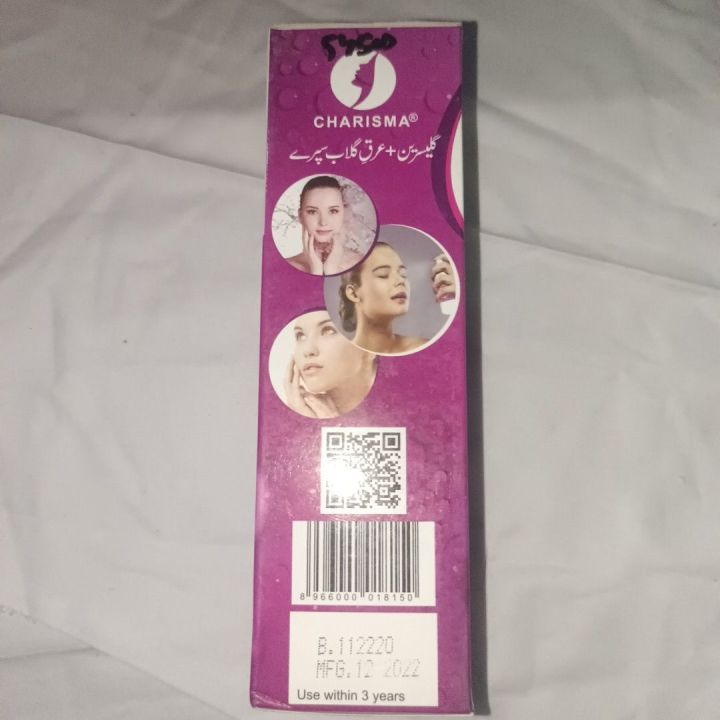 CHARISMA®
گلیسرین + عرقِ گلاب سپرے
8 966000 018150
B.112220
MFG.12 2022
Use within 3 years